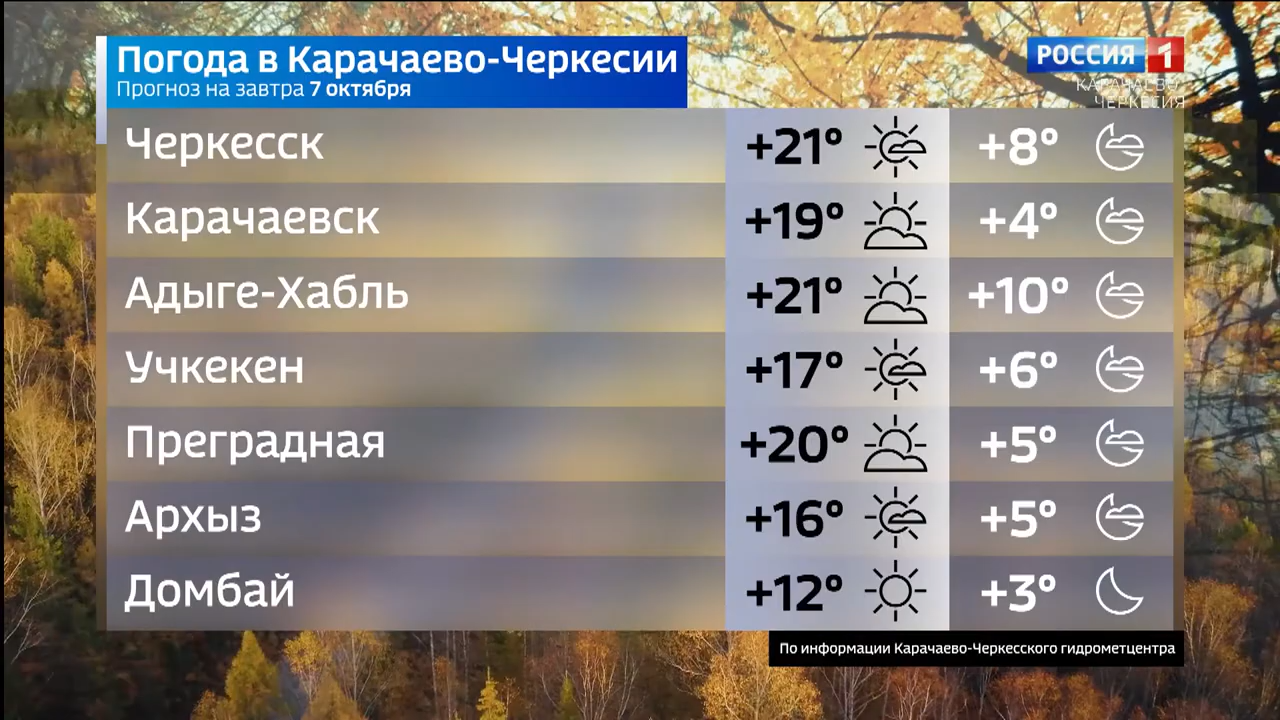 Погода в Карачаево-Черкесии
Прогноз на завтра 7 октября
РОССИЯ 1
КАРАЧАЕВО-
ЧЕРКЕСИЯ
Черкесск +21° +8°
Карачаевск +19° +4°
Адыге-Хабль +21° +10°
Учкекен +17° +6°
Преградная +20° +5°
Архыз +16° +5°
Домбай +12° +3°
По информации Карачаево-Черкесского гидрометцентра